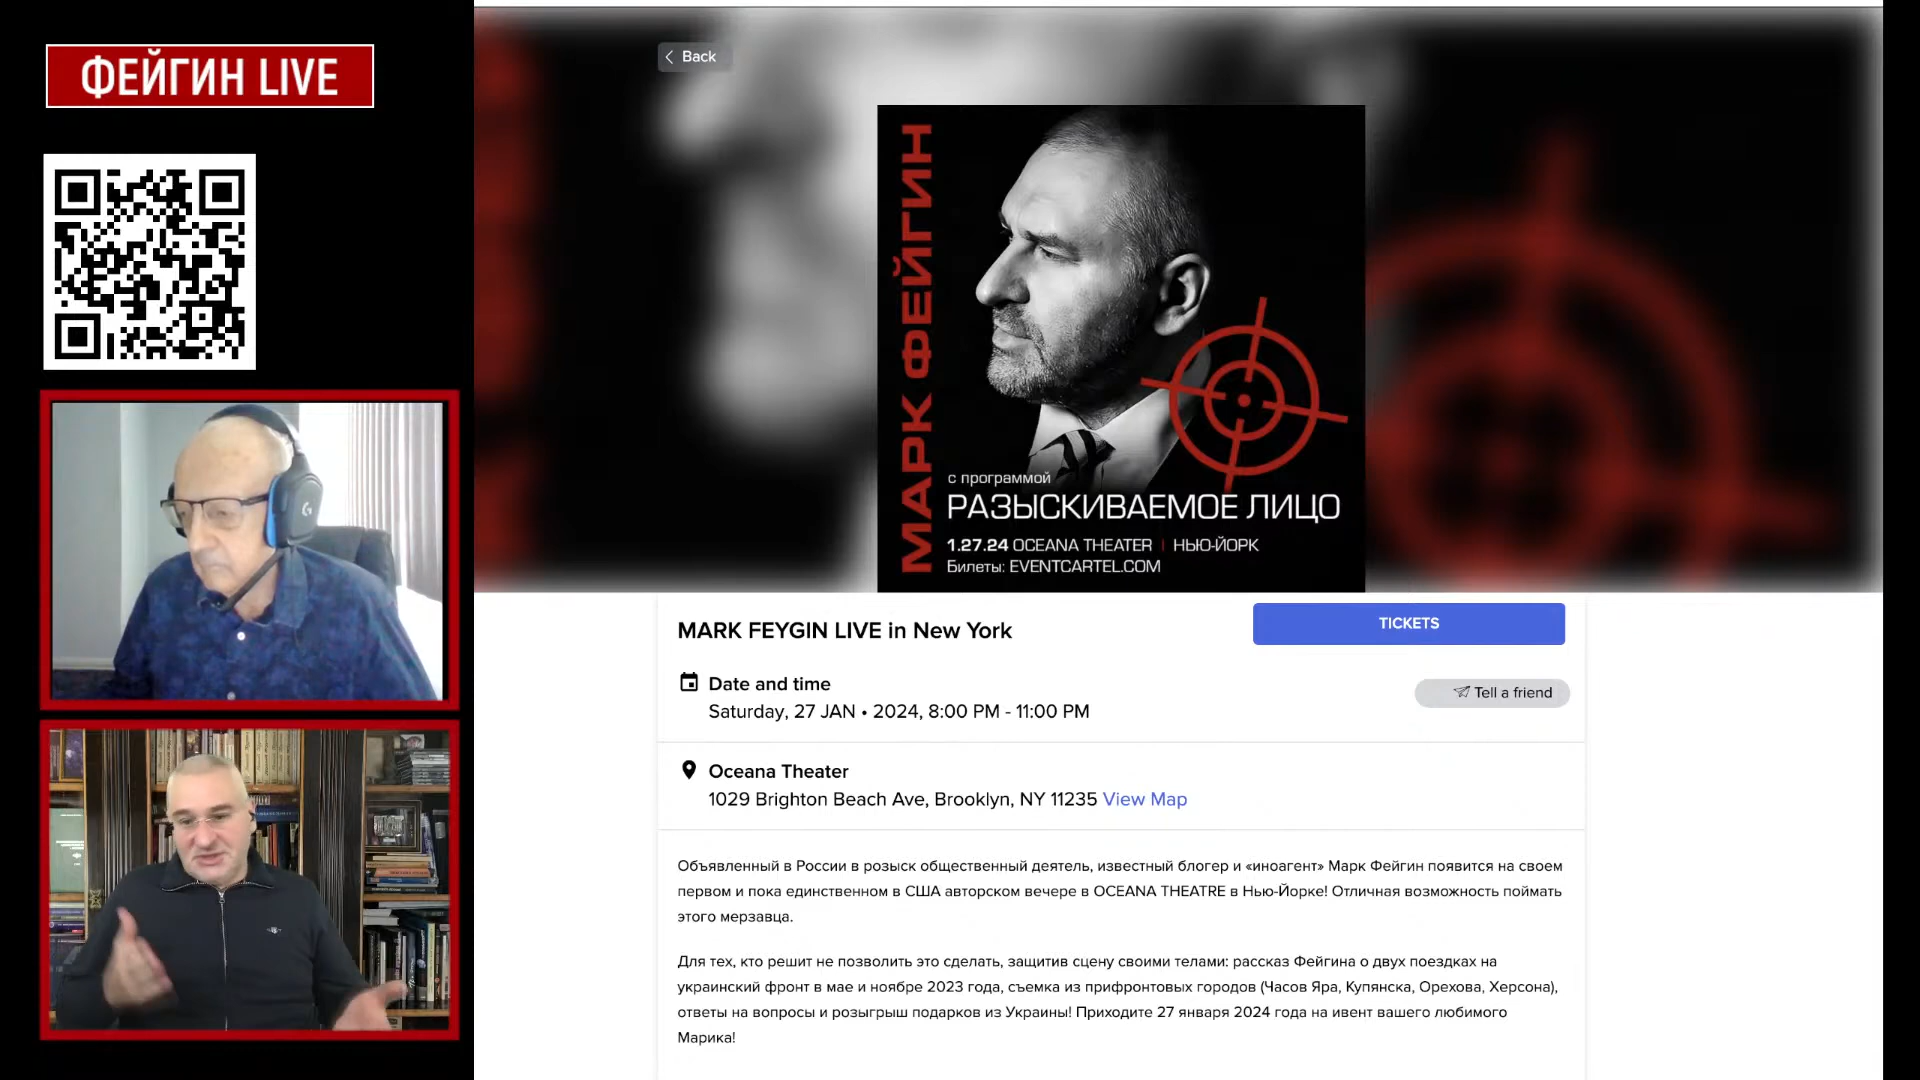 ФЕЙГИН LIVE
Back
МАРК ФЕЙГИН
с программой
РАЗЫСКИВАЕМОЕ ЛИЦО
1.27.24 OCEANA THEATER | НЬЮ-ЙОРК
Билеты: EVENTCARTEL.COM
MARK FEYGIN LIVE in New York
TICKETS
Date and time
Saturday, 27 JAN • 2024, 8:00 PM - 11:00 PM
Tell a friend
Oceana Theater
1029 Brighton Beach Ave, Brooklyn, NY 11235 View Map
Объявленный в России в розыск общественный деятель, известный блогер и «иноагент» Марк Фейгин появится на своем
первом и пока единственном в США авторском вечере в OCEANA THEATRE в Нью-Йорке! Отличная возможность поймать
этого мерзавца.
Для тех, кто решит не позволить это сделать, защитив сцену своими телами: рассказ Фейгина о двух поездках на
украинский фронт в мае и ноябре 2023 года, съемка из прифронтовых городов (Часов Яра, Купянска, Орехова, Херсона),
ответы на вопросы и розыгрыш подарков из Украины! Приходите 27 января 2024 года на ивент вашего любимого
Марика!